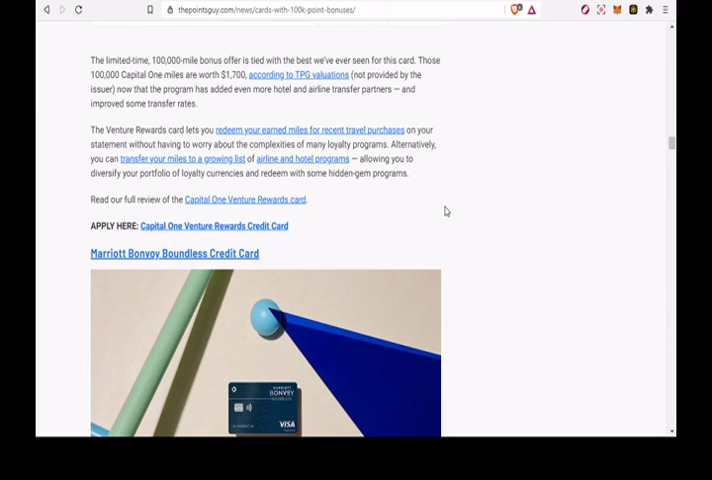 thepointsguy.com/news/cards-with-100k-point-bonuses/
The limited-time, 100,000-mile bonus offer is tied with the best we've ever seen for this card. Those
100,000 Capital One miles are worth $1,700, according to TPG valuations (not provided by the
issuer) now that the program has added even more hotel and airline transfer partners — and
improved some transfer rates.
The Venture Rewards card lets you redeem your earned miles for recent travel purchases on your
statement without having to worry about the complexities of many loyalty programs. Alternatively,
you can transfer your miles to a growing list of airline and hotel programs — allowing you to
diversify your portfolio of loyalty currencies and redeem with some hidden-gem programs.
Read our full review of the Capital One Venture Rewards card.
APPLY HERE: Capital One Venture Rewards Credit Card
Marriott Bonvoy Boundless Credit Card
MARRIOTT
BONVOY
BOUNDLESS
VISA